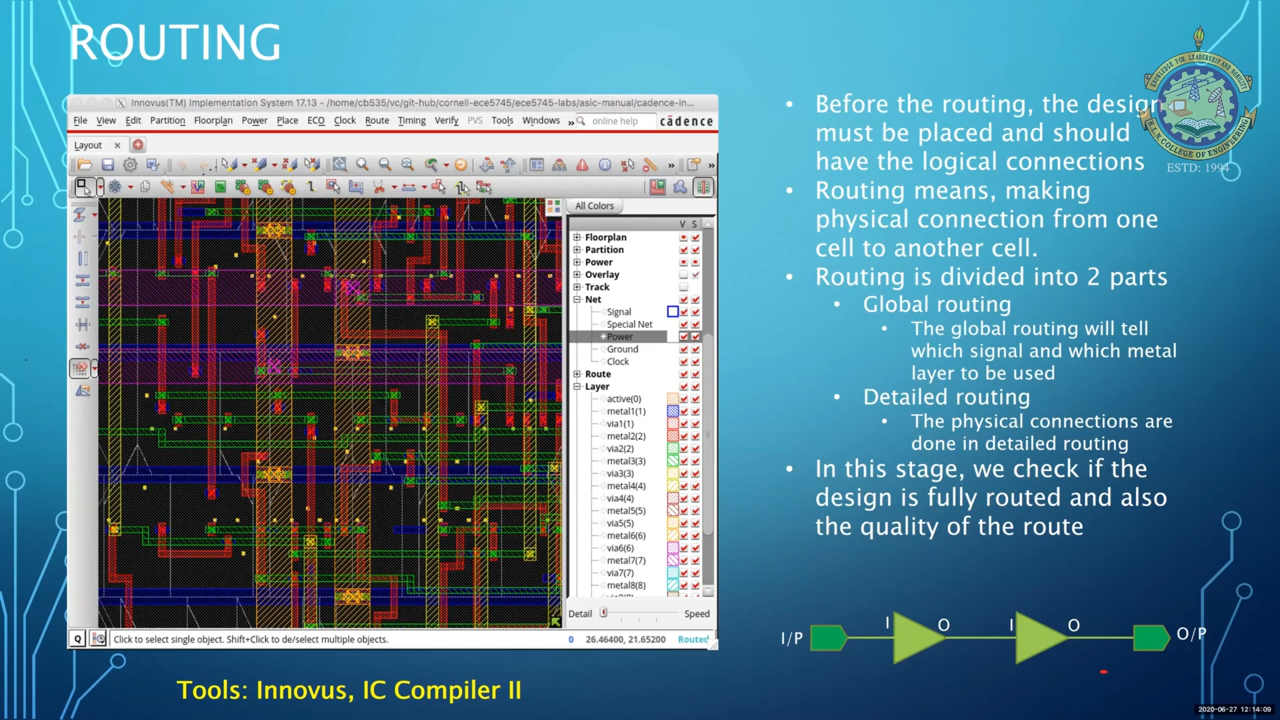 ROUTING
Innovus(TM) Implementation System 17.13 - /home/cb535/vc/git-hub/cornell-ece5745/ece5745-labs/asic-manual/cadence-in...
File View Edit Partition Floorplan Power Place ECO Clock Route Timing Verify PVS Tools Windows » online help cādence
Layout
All Colors
V S
Floorplan
Partition
Power
Overlay
Track
Net
Signal
Special Net
Power
Ground
Clock
Route
Layer
active(0)
metal1(1)
via1(1)
metal2(2)
via2(2)
metal3(3)
via3(3)
metal4(4)
via4(4)
metal5(5)
via5(5)
metal6(6)
via6(6)
metal7(7)
via7(7)
metal8(8)
Detail Speed
Q Click to select single object. Shift+Click to de/select multiple objects. 0 26.46400, 21.65200 Routed
Tools: Innovus, IC Compiler II
• Before the routing, the design
must be placed and should
have the logical connections
• Routing means, making
physical connection from one
cell to another cell.
• Routing is divided into 2 parts
• Global routing
• The global routing will tell
which signal and which metal
layer to be used
• Detailed routing
• The physical connections are
done in detailed routing
• In this stage, we check if the
design is fully routed and also
the quality of the route
ESTD: 1994
I/P I O I O O/P
2020-06-27 12:14:09